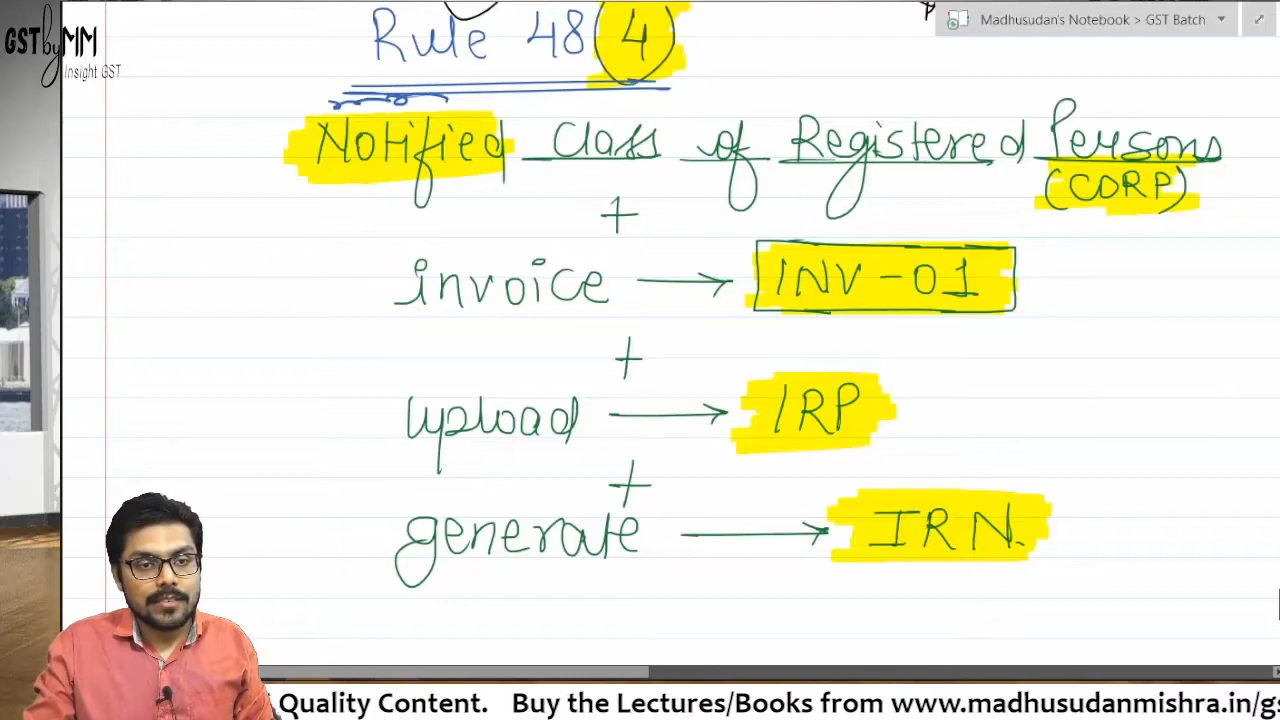 GST by MM
Insight GST
Madhusudan's Notebook > GST Batch
Rule 48(4)
Notified Class of Registered Persons
(CORP)
+
invoice → INV-01
+
upload → IRP
+
generate → IRN.
Quality Content. Buy the Lectures/Books from www.madhusudanmishra.in/gs